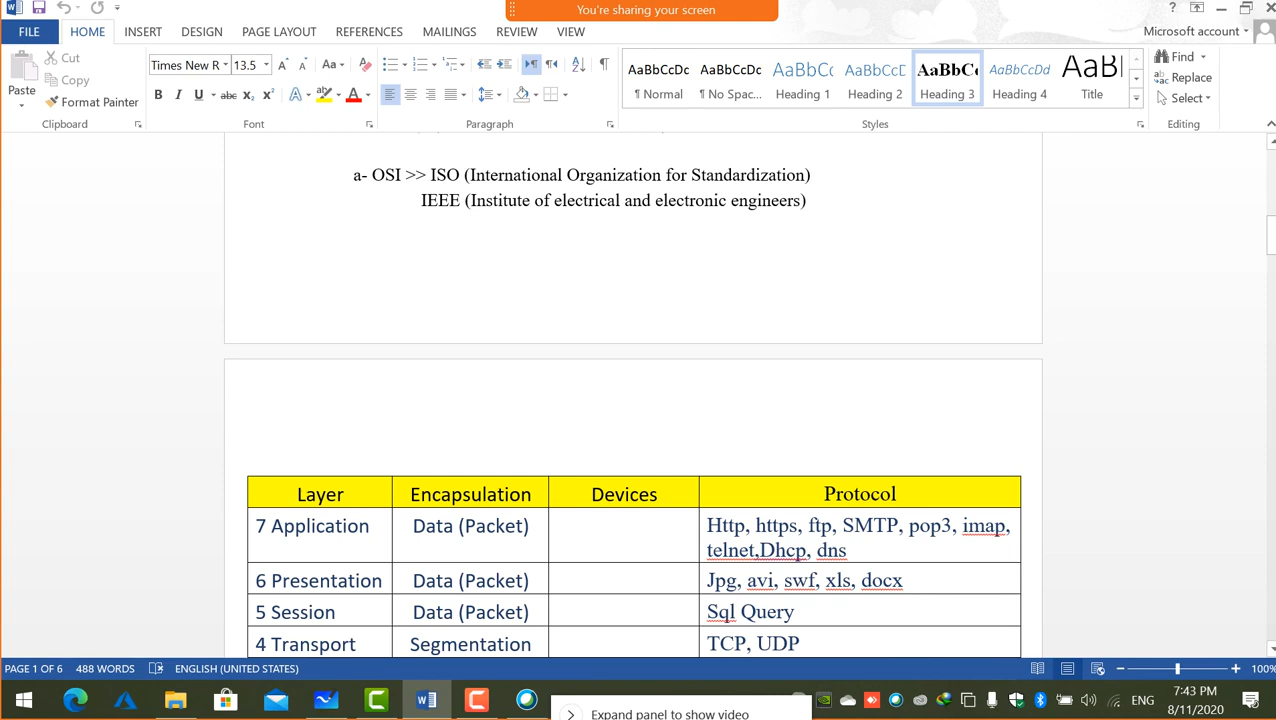 You're sharing your screen
?
FILE HOME INSERT DESIGN PAGE LAYOUT REFERENCES MAILINGS REVIEW VIEW Microsoft account
Paste
Cut
Copy
Format Painter
Clipboard
Times New R 13.5
Font
Paragraph
AaBbCcDc AaBbCcDc AaBbCc AaBbCcD AaBbCc AaBbCcDd AaB
¶ Normal ¶ No Spac... Heading 1 Heading 2 Heading 3 Heading 4 Title
Styles
Find
Replace
Select
Editing
a- OSI >> ISO (International Organization for Standardization)
IEEE (Institute of electrical and electronic engineers)
Layer Encapsulation Devices Protocol
7 Application Data (Packet) Http, https, ftp, SMTP, pop3, imap,
telnet,Dhcp, dns
6 Presentation Data (Packet) Jpg, avi, swf, xls, docx
5 Session Data (Packet) Sql Query
4 Transport Segmentation TCP, UDP
PAGE 1 OF 6 488 WORDS ENGLISH (UNITED STATES) 100%
ENG
7:43 PM
8/11/2020
Expand panel to show video